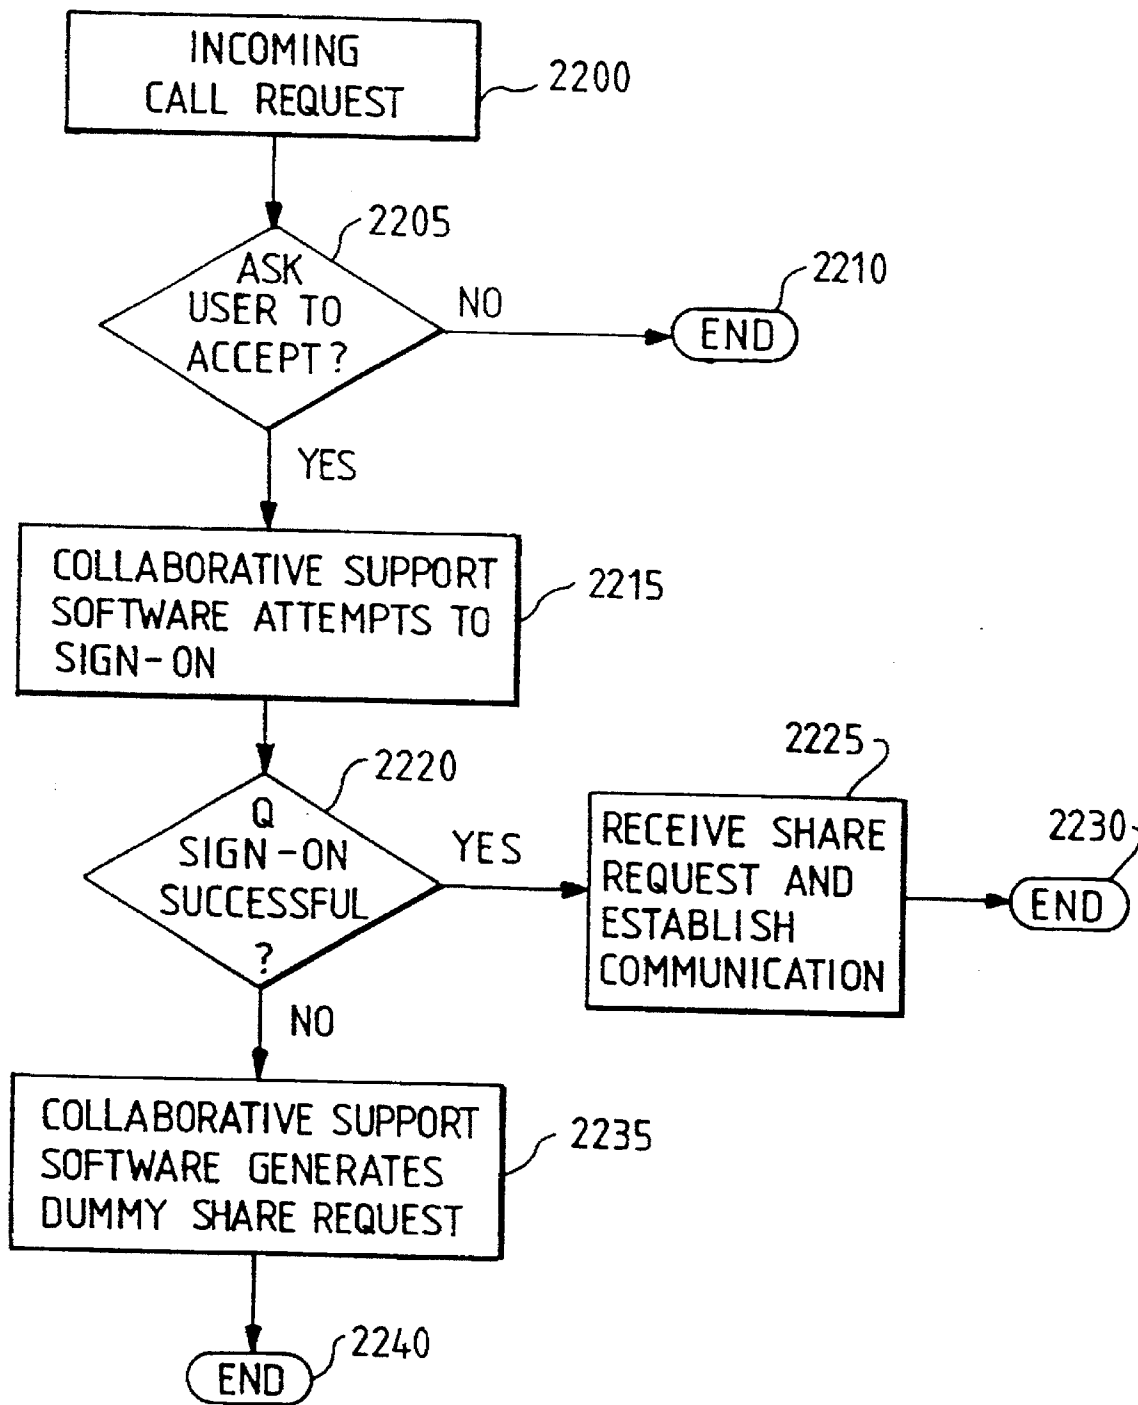 INCOMING
CALL REQUEST
2200
2205
ASK
USER TO
ACCEPT?
NO
2210
END
YES
COLLABORATIVE SUPPORT
SOFTWARE ATTEMPTS TO
SIGN-ON
2215
2220
Q
SIGN-ON
SUCCESSFUL
?
YES
2225
RECEIVE SHARE
REQUEST AND
ESTABLISH
COMMUNICATION
2230
END
NO
COLLABORATIVE SUPPORT
SOFTWARE GENERATES
DUMMY SHARE REQUEST
2235
2240
END